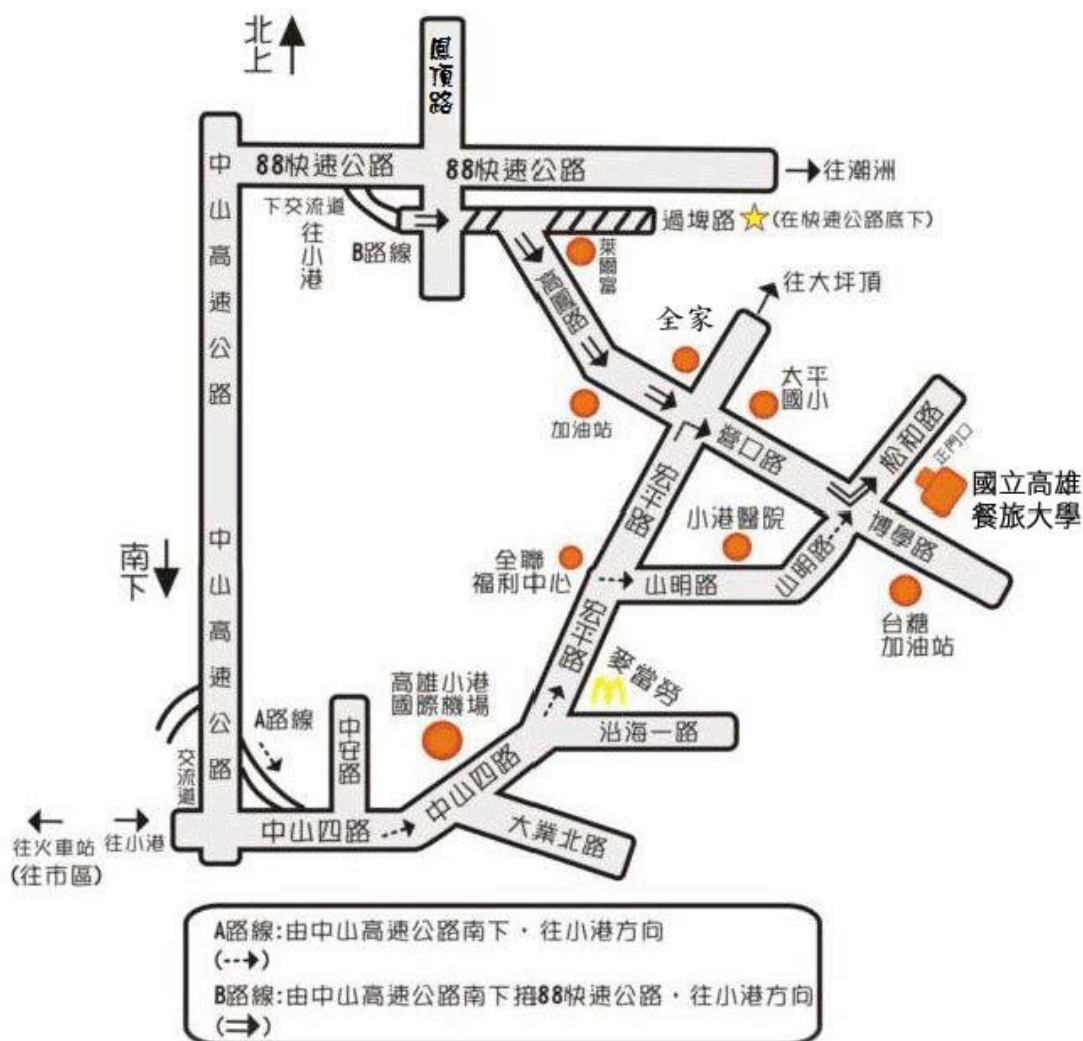 北上
鳳頂路
88快速公路
88快速公路
往潮洲
下交流道
往小港
B路線
過埤路
(在快速公路底下)
萊爾富
高鳳路
往大坪頂
全家
加油站
太平
國小
營口路
松和路
正門口
國立高雄
餐旅大學
博學路
台糖
加油站
中山高速公路
中山高速公路
南下
宏平路
小港醫院
全聯
福利中心
山明路
山明路
宏平路
麥當勞
沿海一路
高雄小港
國際機場
A路線
中安路
交流道
中山四路
中山四路
大業北路
往火車站
(往市區)
往小港
A路線:由中山高速公路南下,往小港方向
B路線:由中山高速公路南下接88快速公路,往小港方向